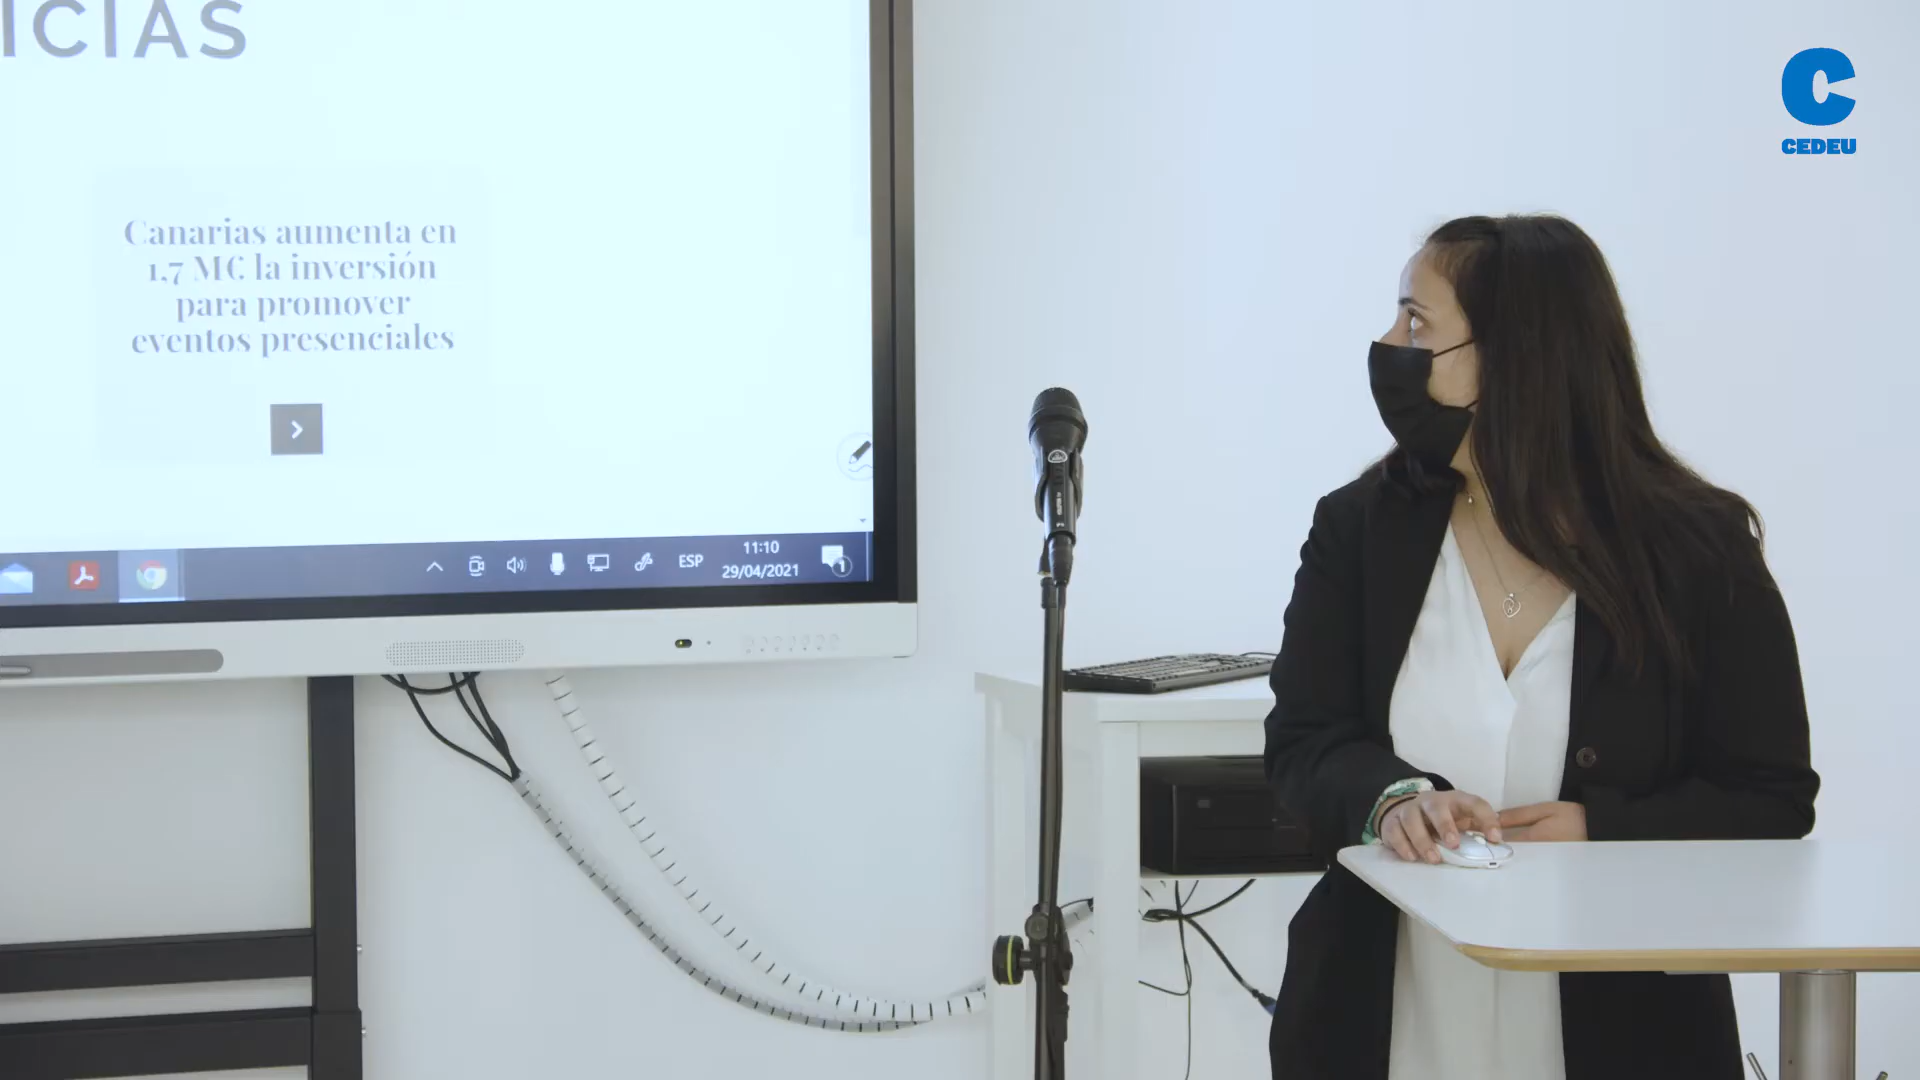 ICIAS
Canarias aumenta en
1,7 M€ la inversión
para promover
eventos presenciales
ESP
11:10
29/04/2021
1
C
CEDEU